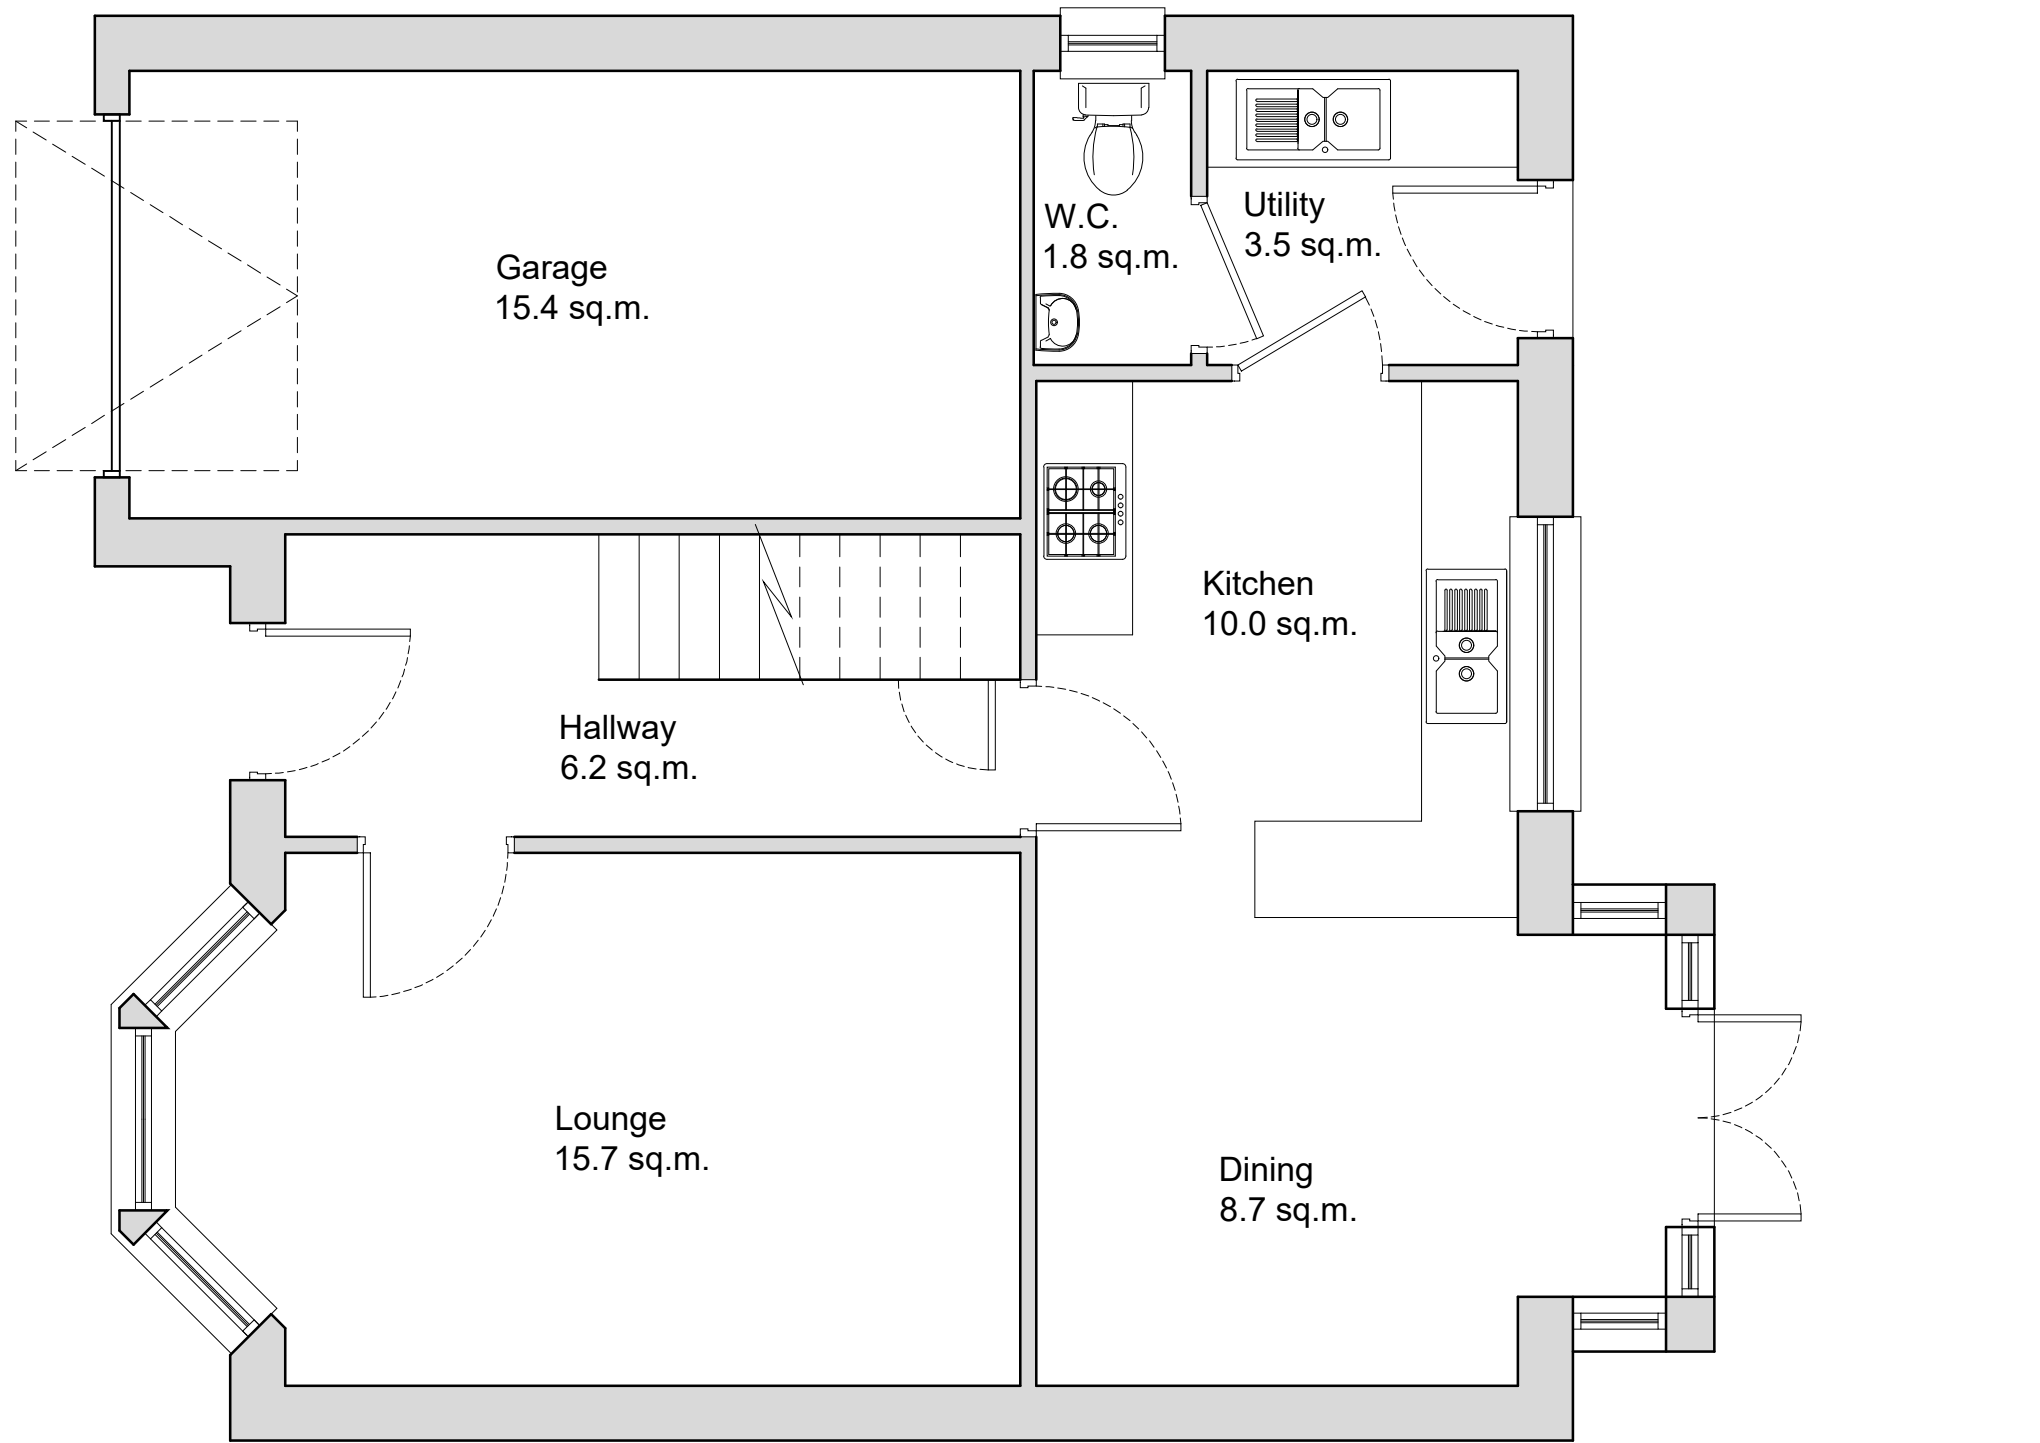 Garage
15.4 sq.m.
W.C.
1.8 sq.m.
Utility
3.5 sq.m.
Kitchen
10.0 sq.m.
Hallway
6.2 sq.m.
Lounge
15.7 sq.m.
Dining
8.7 sq.m.